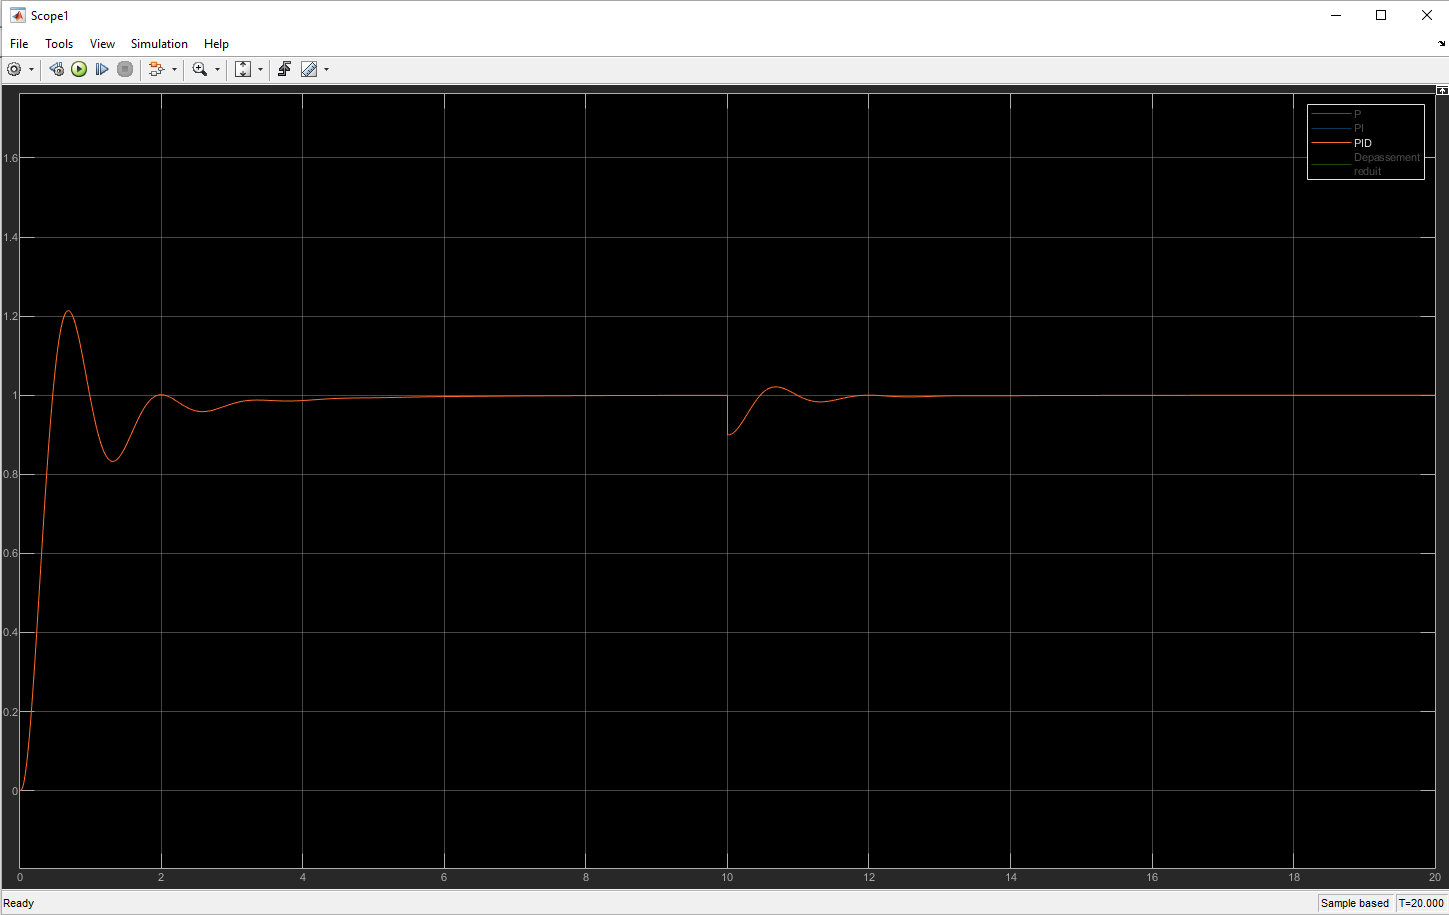 Scope1
File Tools View Simulation Help
P
PI
PID
Depassement
reduit
1.6
1.4
1.2
1
0.8
0.6
0.4
0.2
0
0 2 4 6 8 10 12 14 16 18 20
Ready Sample based T=20.000